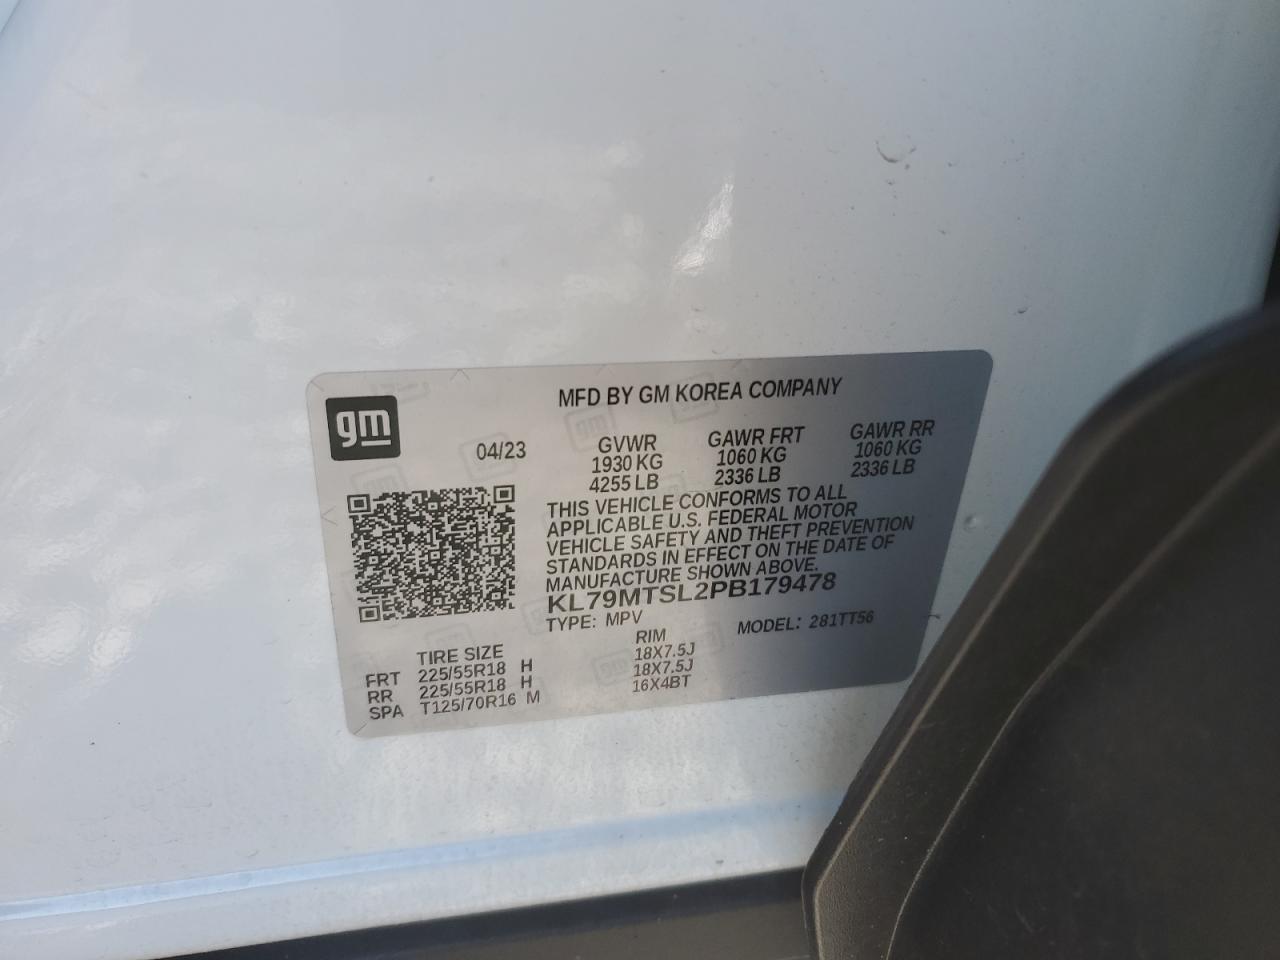 gm
MFD BY GM KOREA COMPANY
04/23 GVWR GAWR FRT GAWR RR
1930 KG 1060 KG 1060 KG
4255 LB 2336 LB 2336 LB
THIS VEHICLE CONFORMS TO ALL
APPLICABLE U.S. FEDERAL MOTOR
VEHICLE SAFETY AND THEFT PREVENTION
STANDARDS IN EFFECT ON THE DATE OF
MANUFACTURE SHOWN ABOVE.
KL79MTSL2PB179478
TYPE: MPV MODEL: 281TT56
TIRE SIZE RIM
FRT 225/55R18 H 18X7.5J
RR 225/55R18 H 18X7.5J
SPA T125/70R16 M 16X4BT